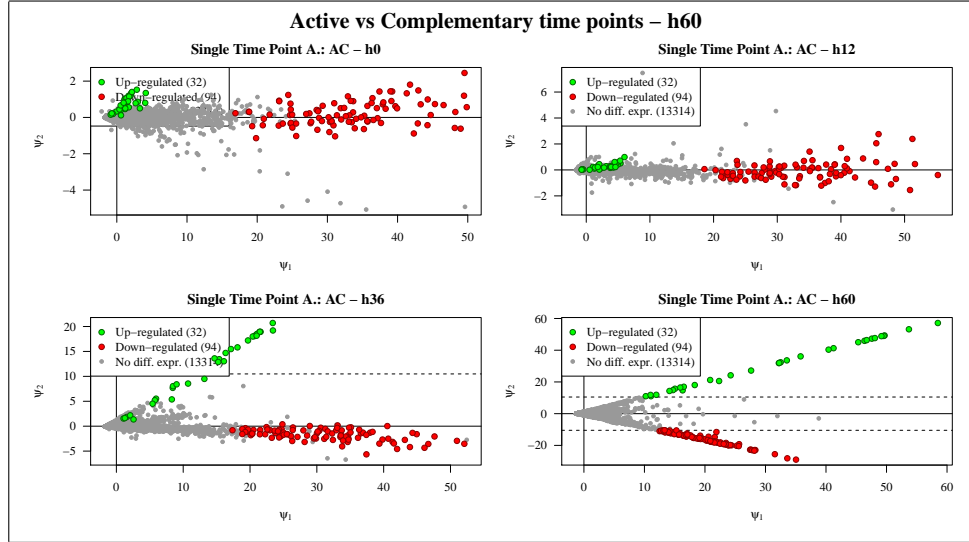 Active vs Complementary time points – h60
Single Time Point A.: AC – h0
Up-regulated (32)
Down-regulated (94)
ψ2
2
0
−2
−4
0
10
20
30
40
50
ψ1
Single Time Point A.: AC – h12
Up-regulated (32)
Down-regulated (94)
No diff. expr. (13314)
ψ2
6
4
2
0
−2
0
10
20
30
40
50
ψ1
Single Time Point A.: AC – h36
Up-regulated (32)
Down-regulated (94)
No diff. expr. (13314)
ψ2
20
15
10
5
0
−5
0
10
20
30
40
50
ψ1
Single Time Point A.: AC – h60
Up-regulated (32)
Down-regulated (94)
No diff. expr. (13314)
ψ2
60
40
20
0
−20
0
10
20
30
40
50
60
ψ1